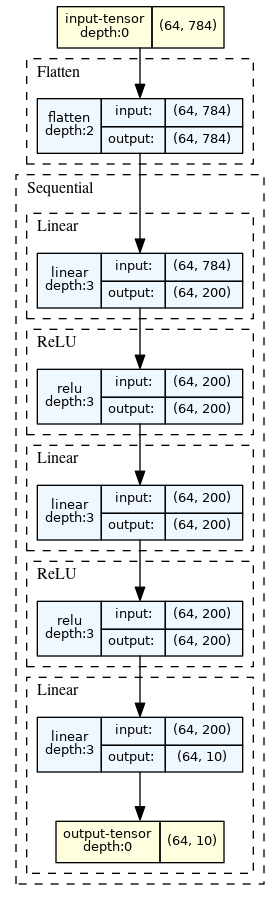 input-tensor
depth:0
(64, 784)
Flatten
flatten
depth:2
input:
(64, 784)
output:
(64, 784)
Sequential
Linear
linear
depth:3
input:
(64, 784)
output:
(64, 200)
ReLU
relu
depth:3
input:
(64, 200)
output:
(64, 200)
Linear
linear
depth:3
input:
(64, 200)
output:
(64, 200)
ReLU
relu
depth:3
input:
(64, 200)
output:
(64, 200)
Linear
linear
depth:3
input:
(64, 200)
output:
(64, 10)
output-tensor
depth:0
(64, 10)